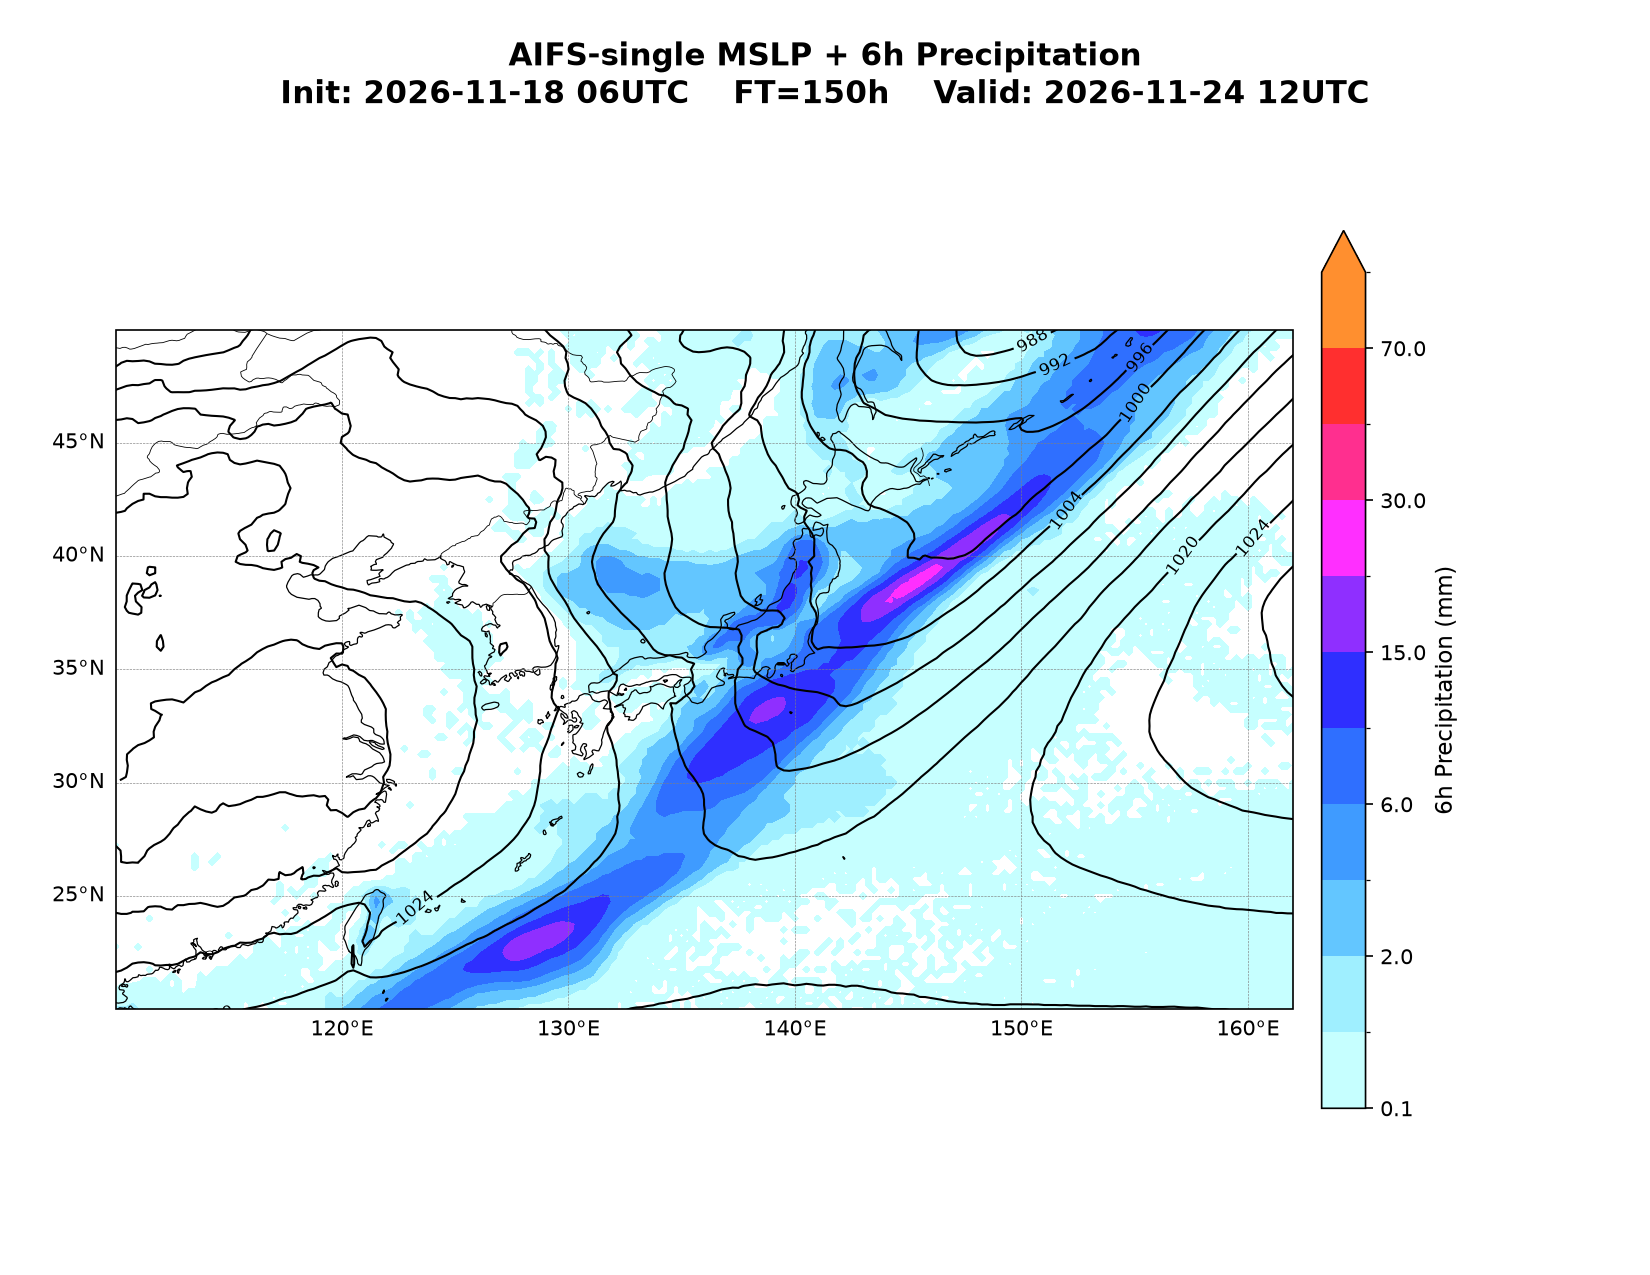 AIFS-single MSLP + 6h Precipitation
Init: 2026-11-18 06UTC    FT=150h    Valid: 2026-11-24 12UTC
988
992
996
1000
1004
1020
1024
1024
45°N
40°N
35°N
30°N
25°N
120°E
130°E
140°E
150°E
160°E
70.0
30.0
15.0
6.0
2.0
0.1
6h Precipitation (mm)